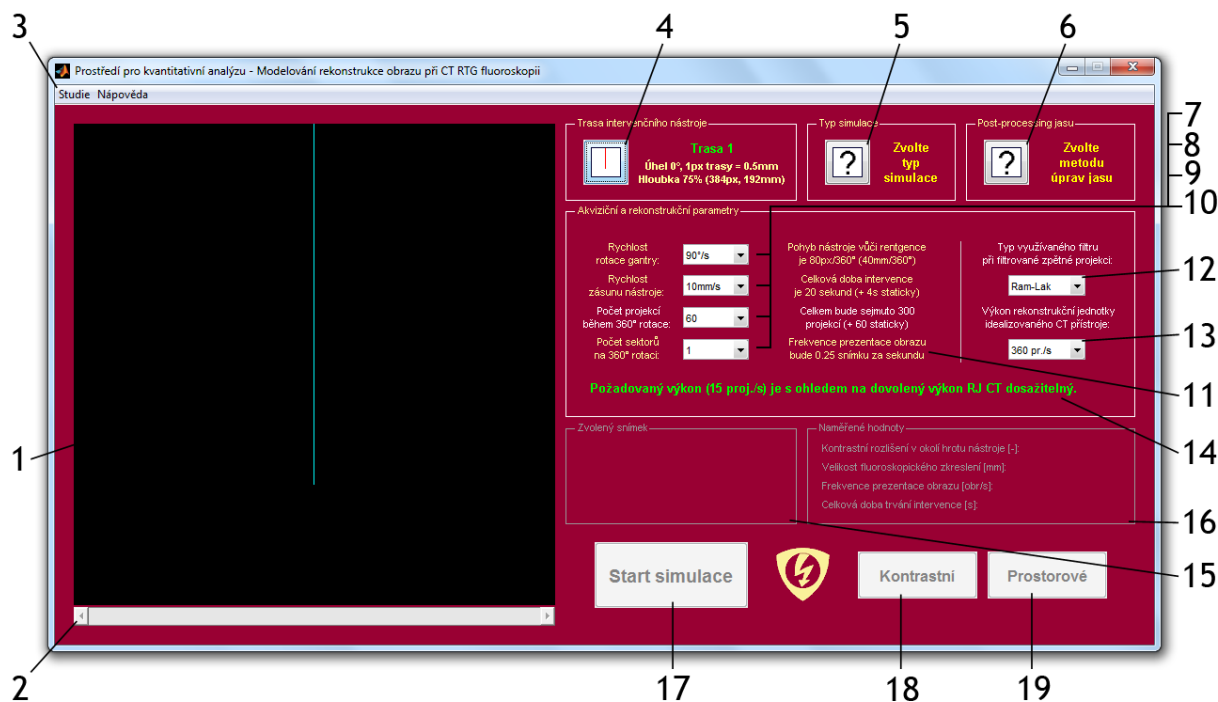 3
4
5
6
Prostředí pro kvantitativní analýzu - Modelování rekonstrukce obrazu při CT RTG fluoroskopii
Studie Nápověda
Trasa intervenčního nástroje
Trasa 1
Úhel 0°, 1px trasy = 0.5mm
Hloubka 75% (384px, 192mm)
Typ simulace
?
Zvolte
typ
simulace
Post-processing jasu
?
Zvolte
metodu
úprav jasu
7
8
9
10
Akviziční a rekonstrukční parametry
Rychlost
rotace gantry:
90°/s
Pohyb nástroje vůči rentgence
je 80px/360° (40mm/360°)
Rychlost
zásunu nástroje:
10mm/s
Celková doba intervence
je 20 sekund (+ 4s staticky)
Počet projekcí
během 360° rotace:
60
Celkem bude sejmuto 300
projekcí (+ 60 staticky)
Počet sektorů
na 360° rotaci:
1
Frekvence prezentace obrazu
bude 0.25 snímku za sekundu
Typ využívaného filtru
při filtrované zpětné projekci:
Ram-Lak
12
Výkon rekonstrukční jednotky
idealizovaného CT přístroje:
360 pr./s
13
11
Požadovaný výkon (15 proj./s) je s ohledem na dovolený výkon RJ CT dosažitelný.
14
1
Zvolený snímek
Naměřené hodnoty
Kontrastní rozlišení v okolí hrotu nástroje [-]:
Velikost fluoroskopického zkreslení [mm]:
Frekvence prezentace obrazu [obr/s]:
Celková doba trvání intervence [s]:
16
15
Start simulace
Kontrastní
Prostorové
2
17
18
19